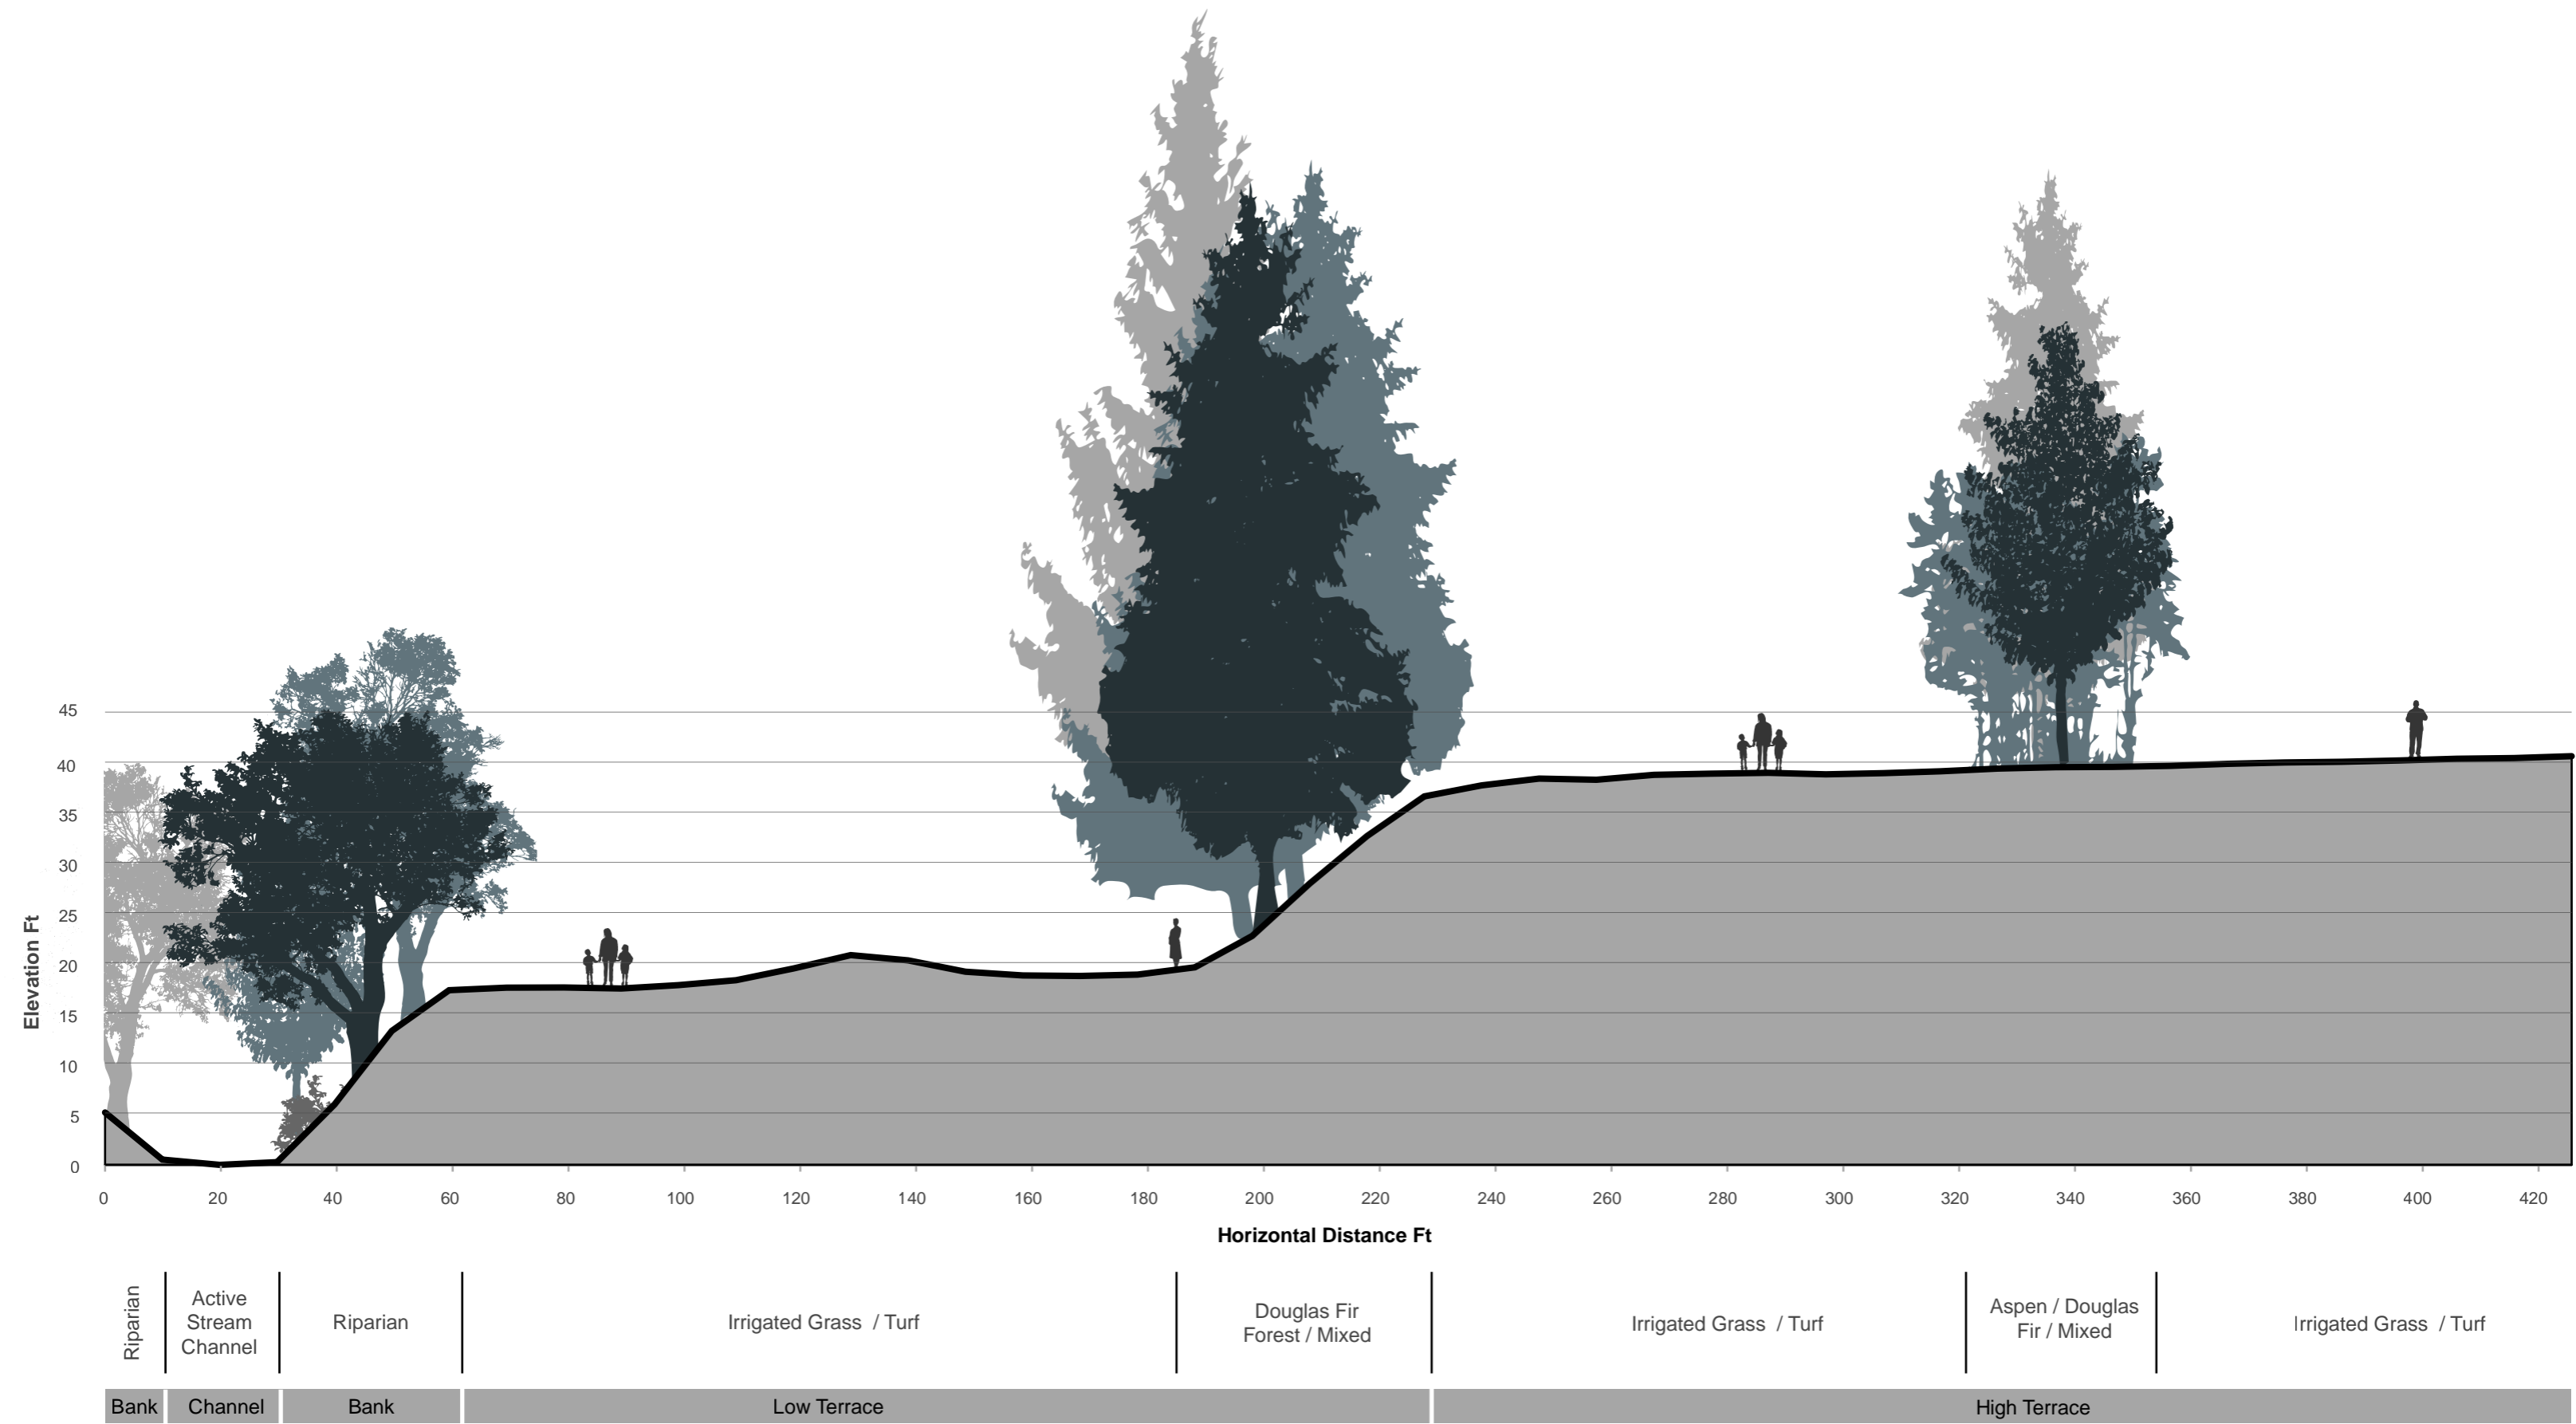 45
40
35
30
25
20
15
10
5
0
Elevation Ft
0 20 40 60 80 100 120 140 160 180 200 220 240 260 280 300 320 340 360 380 400 420
Horizontal Distance Ft
Riparian
Active
Stream
Channel
Riparian
Irrigated Grass / Turf
Douglas Fir
Forest / Mixed
Irrigated Grass / Turf
Aspen / Douglas
Fir / Mixed
Irrigated Grass / Turf
Bank Channel Bank Low Terrace High Terrace